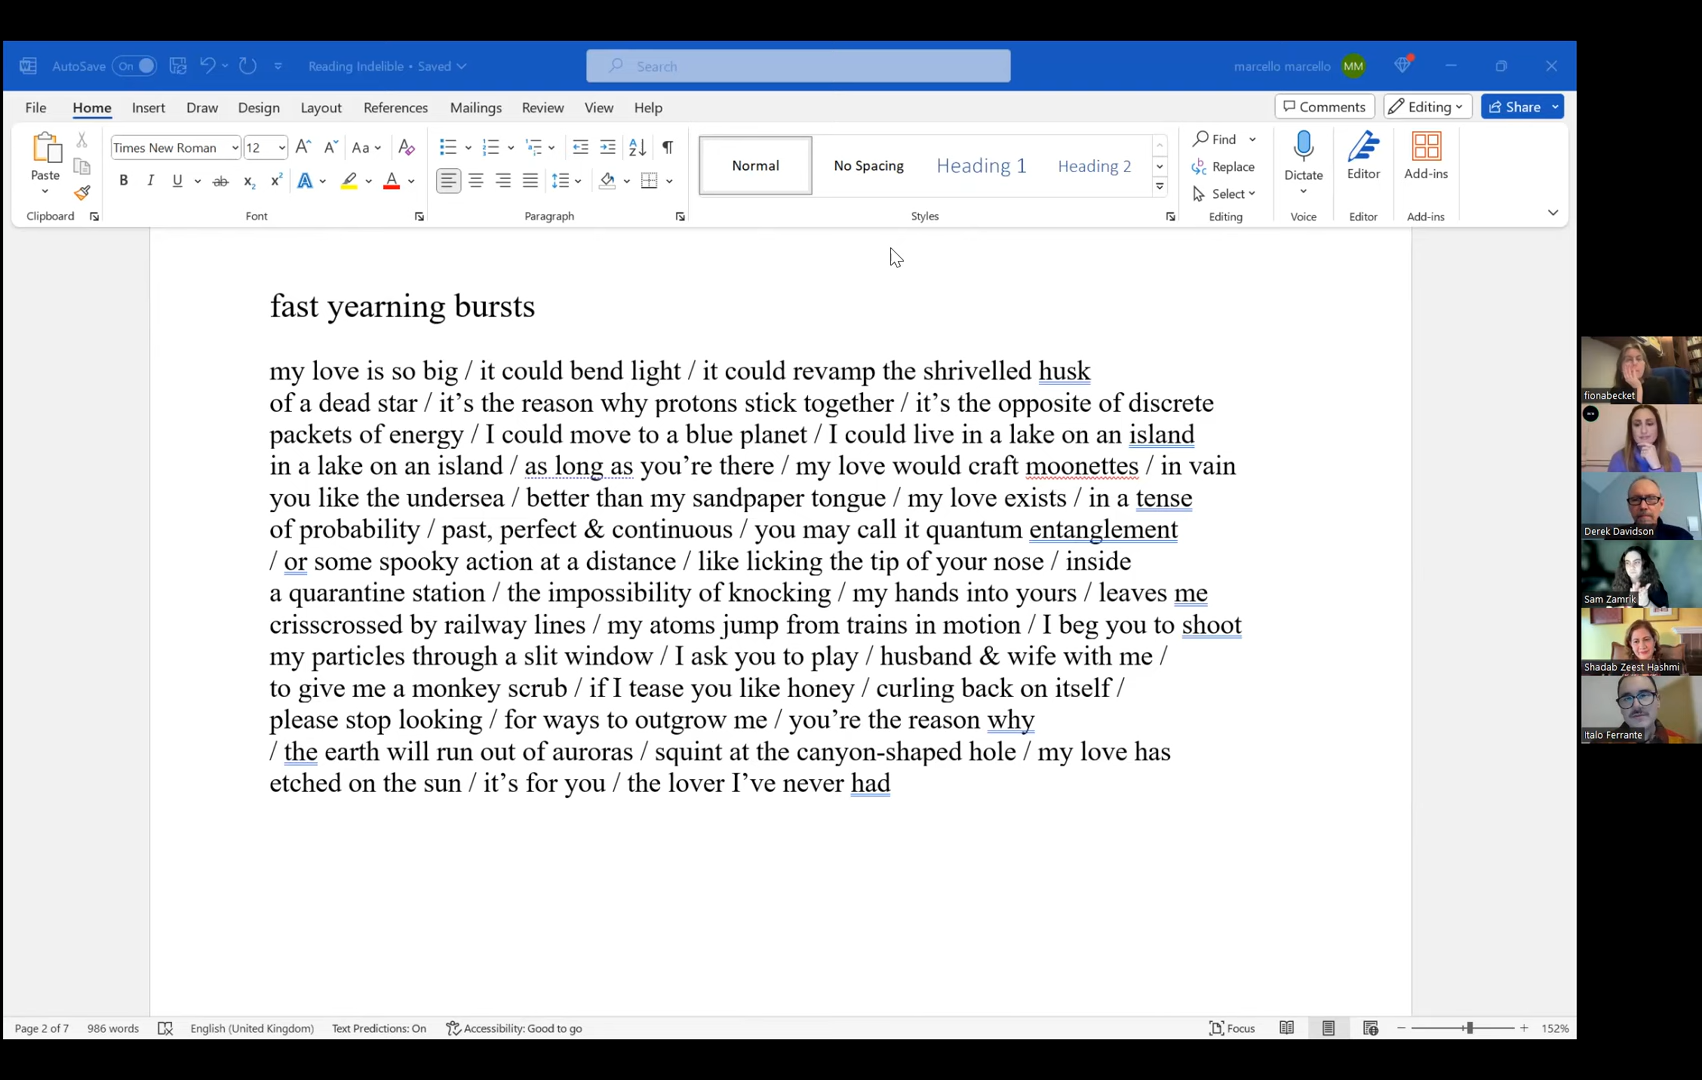 AutoSave On Reading Indelible • Saved Search marcello marcello MM
File Home Insert Draw Design Layout References Mailings Review View Help Comments Editing Share
Times New Roman 12 Aa Normal No Spacing Heading 1 Heading 2 Find
Paste Replace Dictate Editor Add-ins
B I U ab x₂ x² A A Select
Clipboard Font Paragraph Styles Editing Voice Editor Add-ins
fast yearning bursts
my love is so big / it could bend light / it could revamp the shrivelled husk
of a dead star / it’s the reason why protons stick together / it’s the opposite of discrete
packets of energy / I could move to a blue planet / I could live in a lake on an island
in a lake on an island / as long as you’re there / my love would craft moonettes / in vain
you like the undersea / better than my sandpaper tongue / my love exists / in a tense
of probability / past, perfect & continuous / you may call it quantum entanglement
/ or some spooky action at a distance / like licking the tip of your nose / inside
a quarantine station / the impossibility of knocking / my hands into yours / leaves me
crisscrossed by railway lines / my atoms jump from trains in motion / I beg you to shoot
my particles through a slit window / I ask you to play / husband & wife with me /
to give me a monkey scrub / if I tease you like honey / curling back on itself /
please stop looking / for ways to outgrow me / you’re the reason why
/ the earth will run out of auroras / squint at the canyon-shaped hole / my love has
etched on the sun / it’s for you / the lover I’ve never had
fionabecket
Derek Davidson
Sam Zamrik
Shadab Zeest Hashmi
Italo Ferrante
Page 2 of 7 986 words English (United Kingdom) Text Predictions: On Accessibility: Good to go Focus 152%